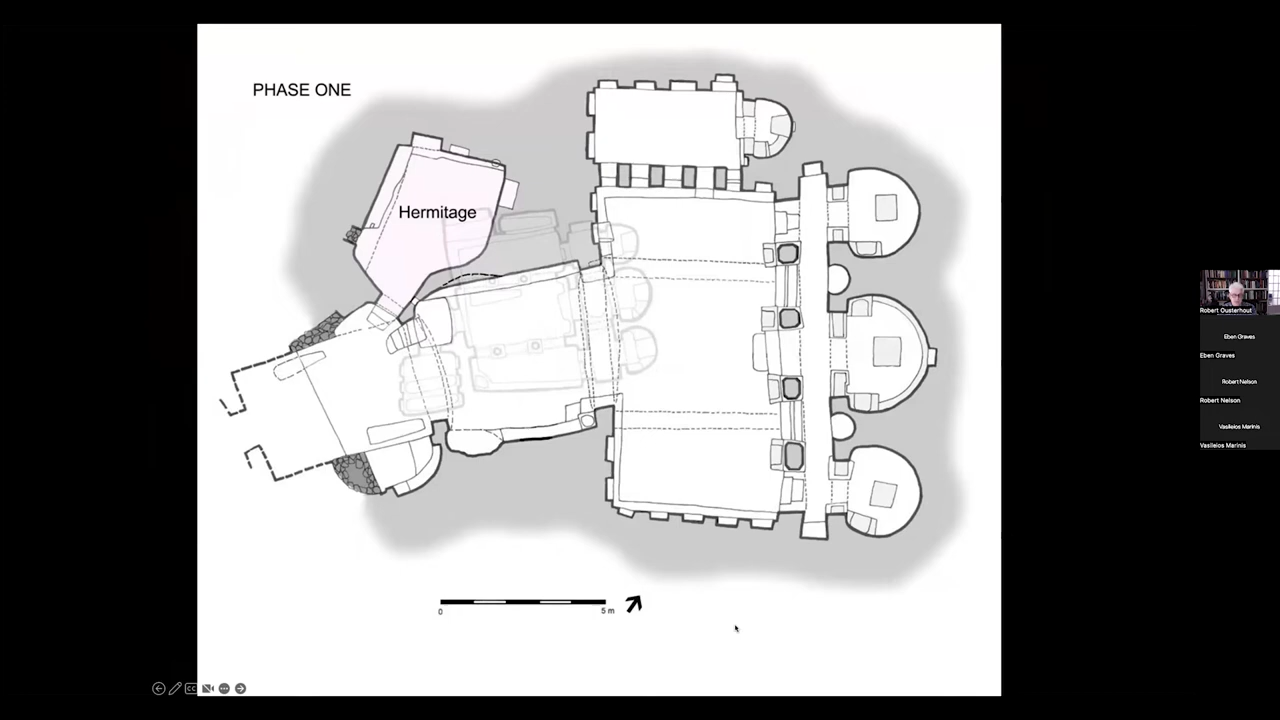 PHASE ONE
Hermitage
0
5 m
CC
Robert Ousterhout
Eben Graves
Eben Graves
Robert Nelson
Robert Nelson
Vasileios Marinis
Vasileios Marinis